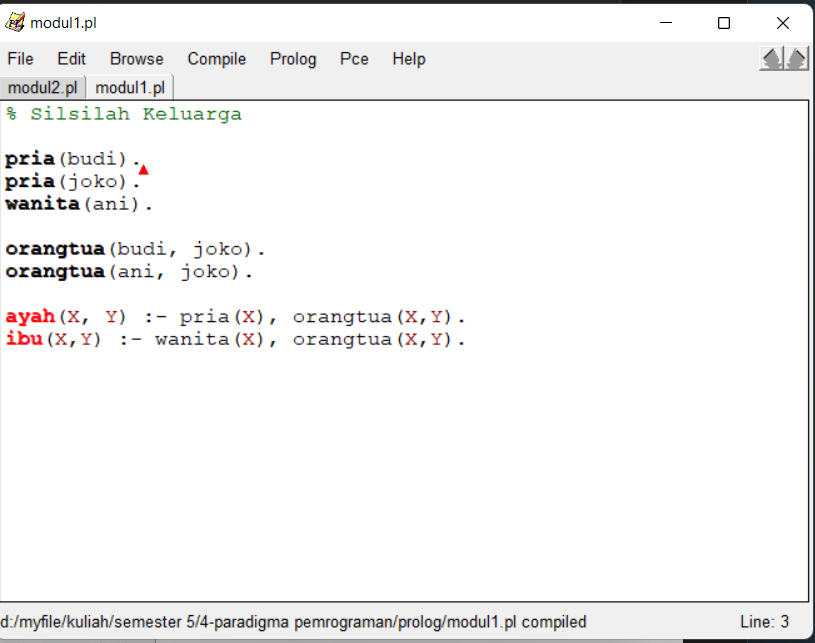 modul1.pl
File Edit Browse Compile Prolog Pce Help
modul2.pl modul1.pl
% Silsilah Keluarga
pria(budi).
pria(joko).
wanita(ani).
orangtua(budi, joko).
orangtua(ani, joko).
ayah(X, Y) :- pria(X), orangtua(X,Y).
ibu(X,Y) :- wanita(X), orangtua(X,Y).
d:/myfile/kuliah/semester 5/4-paradigma pemrograman/prolog/modul1.pl compiled Line: 3